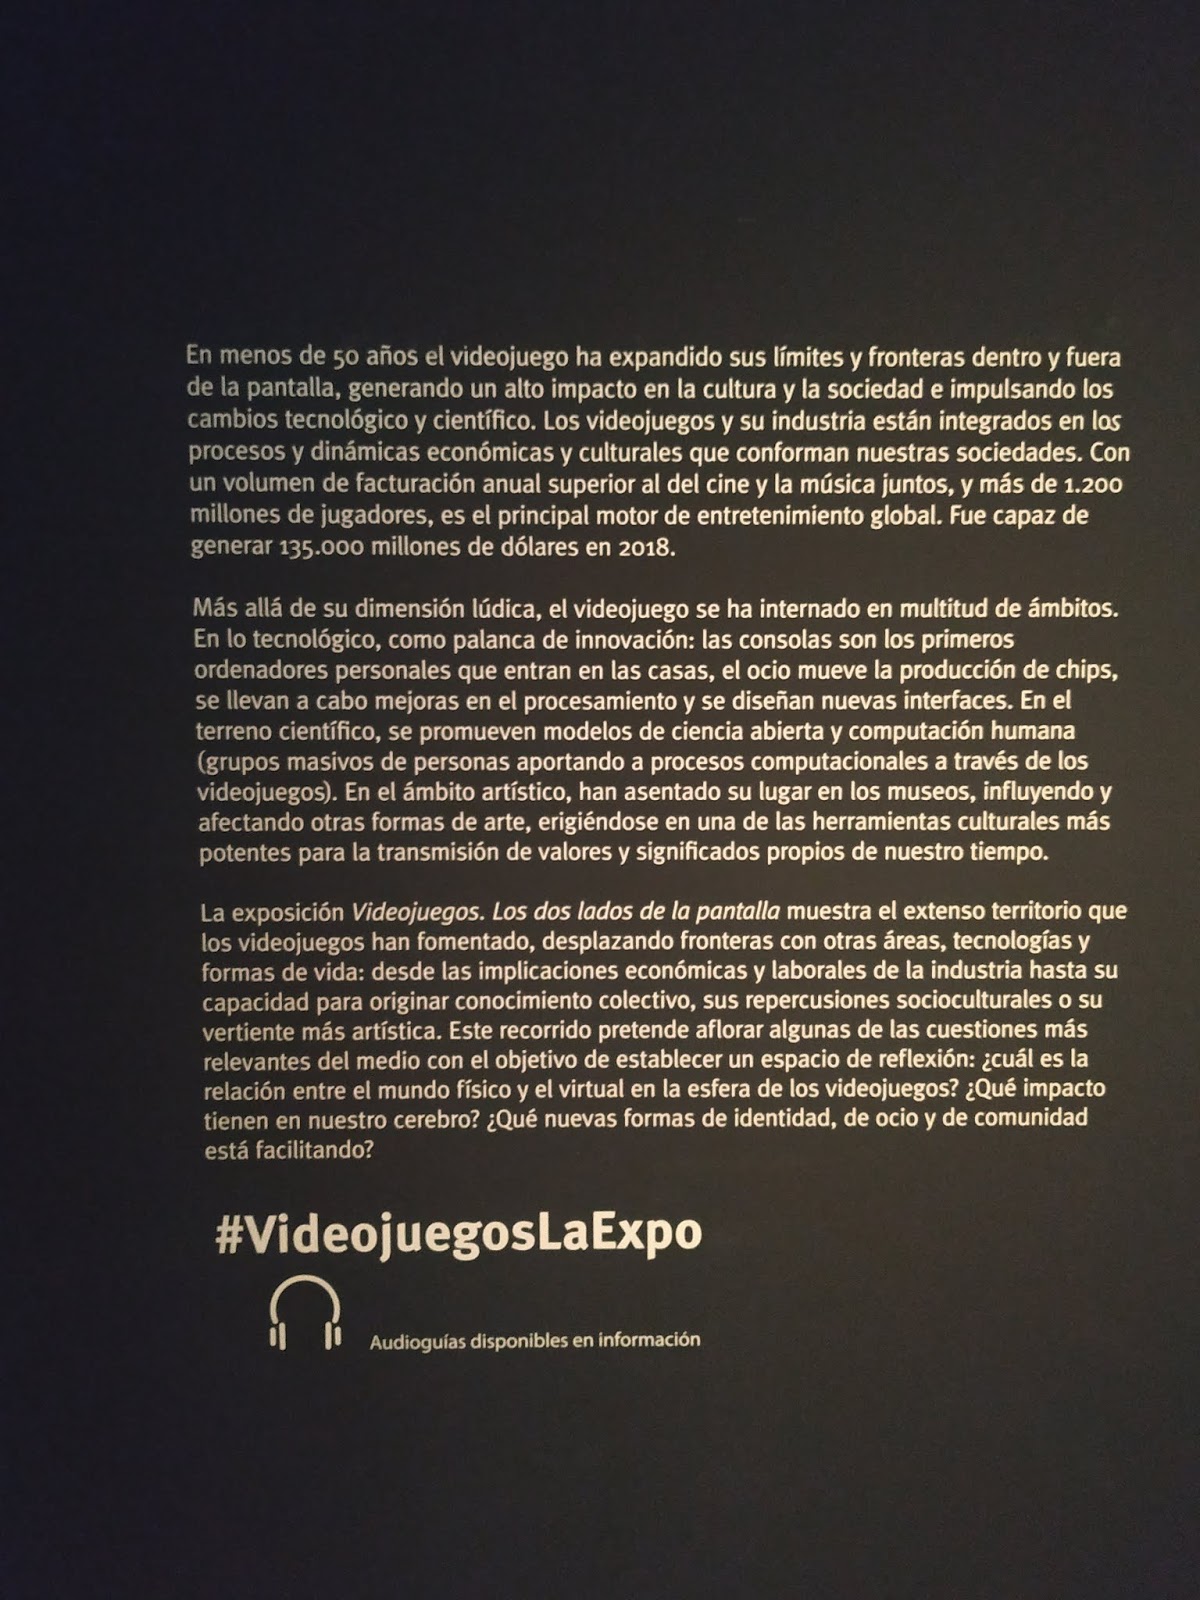 En menos de 50 años el videojuego ha expandido sus límites y fronteras dentro y fuera
de la pantalla, generando un alto impacto en la cultura y la sociedad e impulsando los
cambios tecnológico y científico. Los videojuegos y su industria están integrados en los
procesos y dinámicas económicas y culturales que conforman nuestras sociedades. Con
un volumen de facturación anual superior al del cine y la música juntos, y más de 1.200
millones de jugadores, es el principal motor de entretenimiento global. Fue capaz de
generar 135.000 millones de dólares en 2018.
Más allá de su dimensión lúdica, el videojuego se ha internado en multitud de ámbitos.
En lo tecnológico, como palanca de innovación: las consolas son los primeros
ordenadores personales que entran en las casas, el ocio mueve la producción de chips,
se llevan a cabo mejoras en el procesamiento y se diseñan nuevas interfaces. En el
terreno científico, se promueven modelos de ciencia abierta y computación humana
(grupos masivos de personas aportando a procesos computacionales a través de los
videojuegos). En el ámbito artístico, han asentado su lugar en los museos, influyendo y
afectando otras formas de arte, erigiéndose en una de las herramientas culturales más
potentes para la transmisión de valores y significados propios de nuestro tiempo.
La exposición Videojuegos. Los dos lados de la pantalla muestra el extenso territorio que
los videojuegos han fomentado, desplazando fronteras con otras áreas, tecnologías y
formas de vida: desde las implicaciones económicas y laborales de la industria hasta su
capacidad para originar conocimiento colectivo, sus repercusiones socioculturales o su
vertiente más artística. Este recorrido pretende aflorar algunas de las cuestiones más
relevantes del medio con el objetivo de establecer un espacio de reflexión: ¿cuál es la
relación entre el mundo físico y el virtual en la esfera de los videojuegos? ¿Qué impacto
tienen en nuestro cerebro? ¿Qué nuevas formas de identidad, de ocio y de comunidad
está facilitando?
#VideojuegosLaExpo
Audioguías disponibles en información